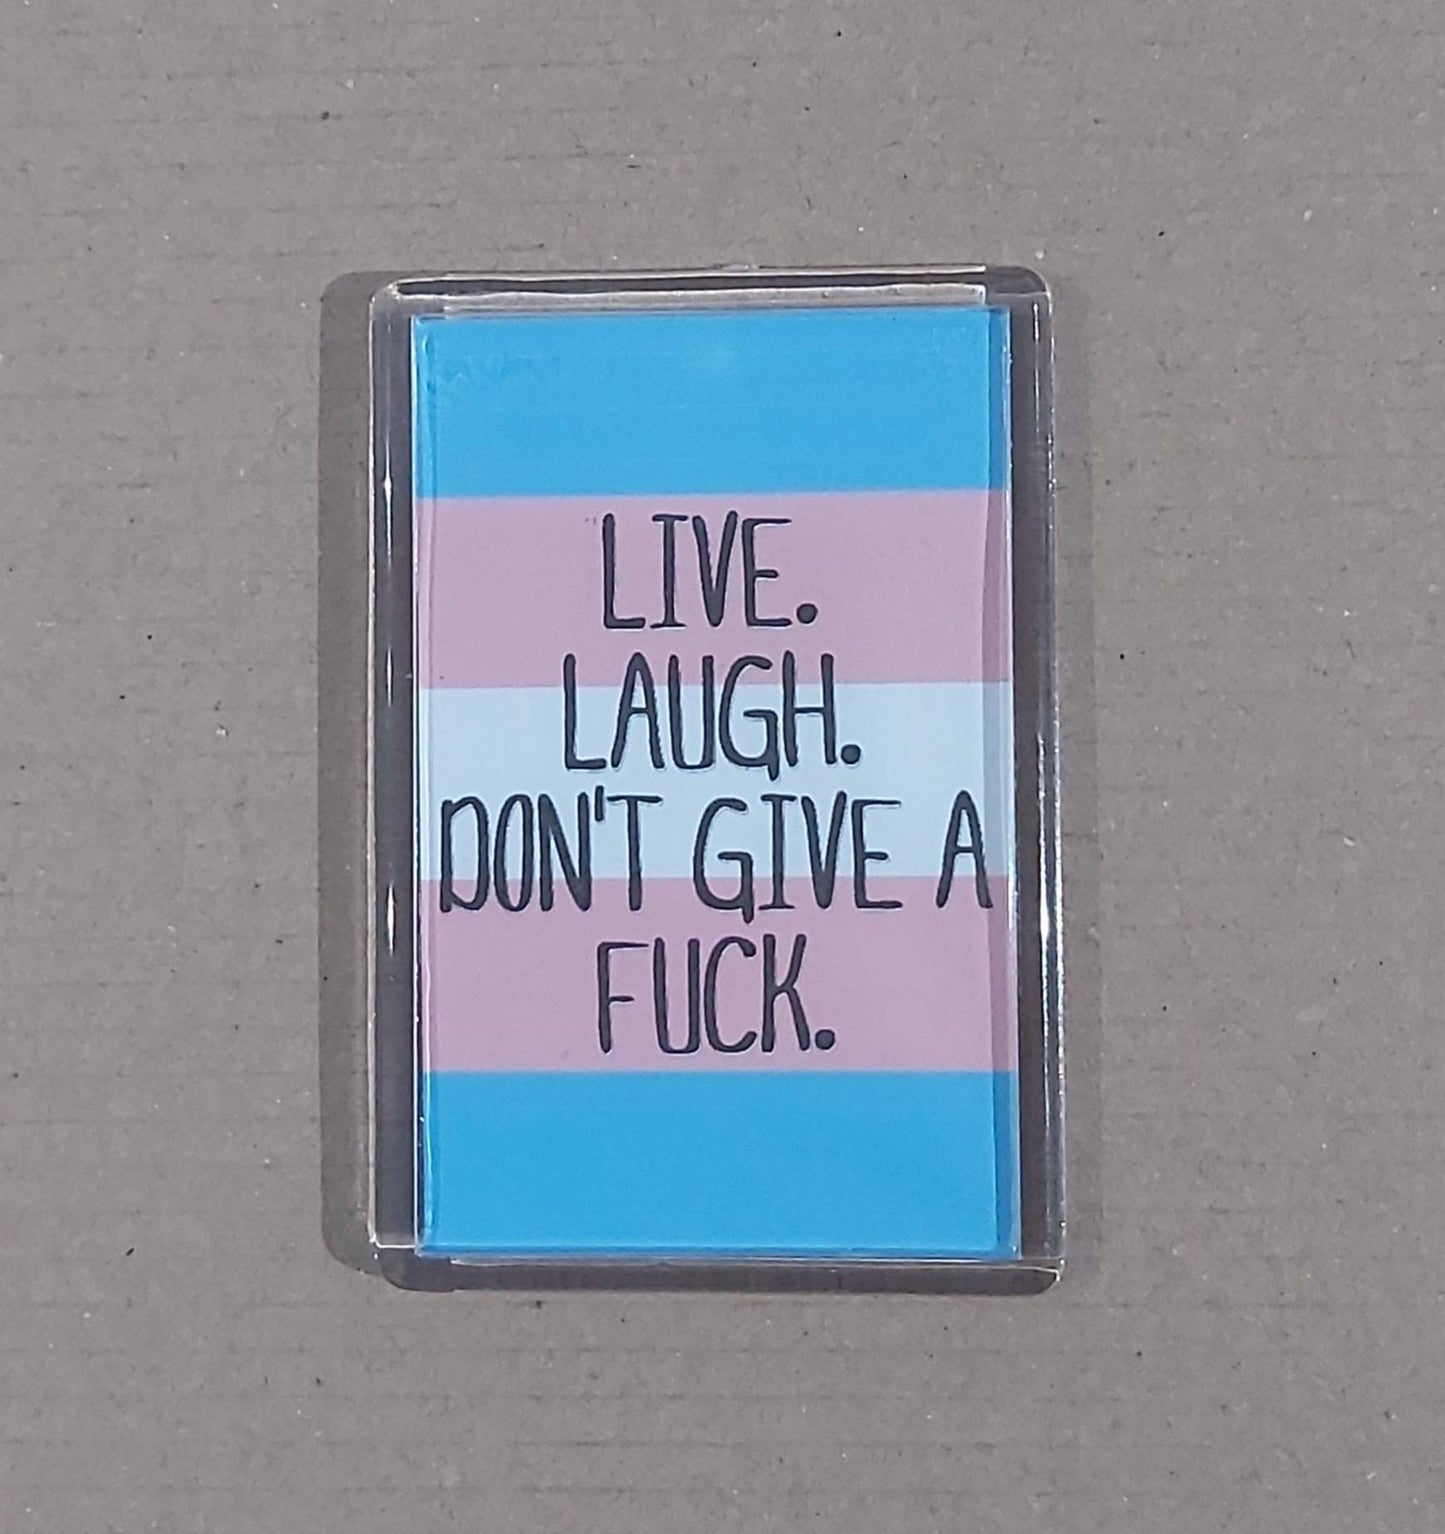 LIVE.
LAUGH.
DON'T GIVE A
FUCK.